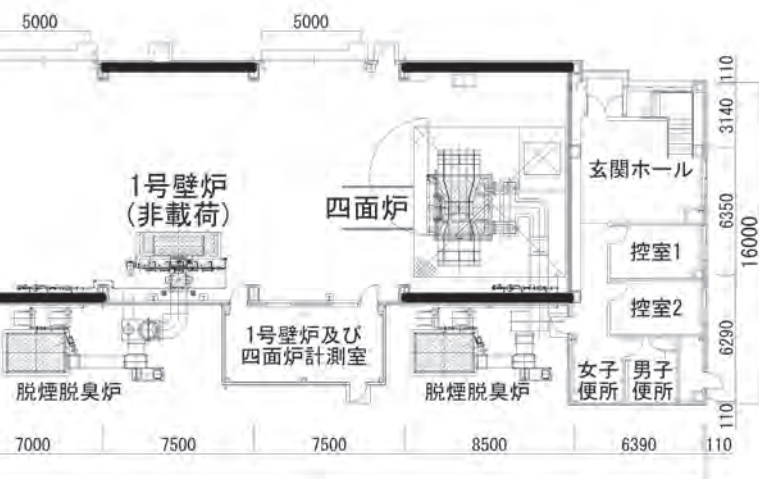 5000
5000
110
3140
玄関ホール
1号壁炉
(非載荷)
四面炉
6350
16000
控室1
控室2
1号壁炉及び
四面炉計測室
6290
女子
便所
男子
便所
脱煙脱臭炉
脱煙脱臭炉
110
7000
7500
7500
8500
6390
110